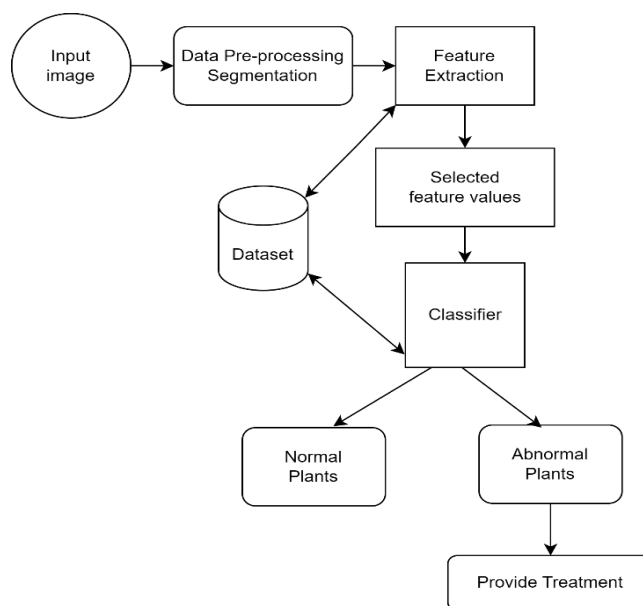 Input
image
Data Pre-processing
Segmentation
Feature
Extraction
Selected
feature values
Dataset
Classifier
Normal
Plants
Abnormal
Plants
Provide Treatment